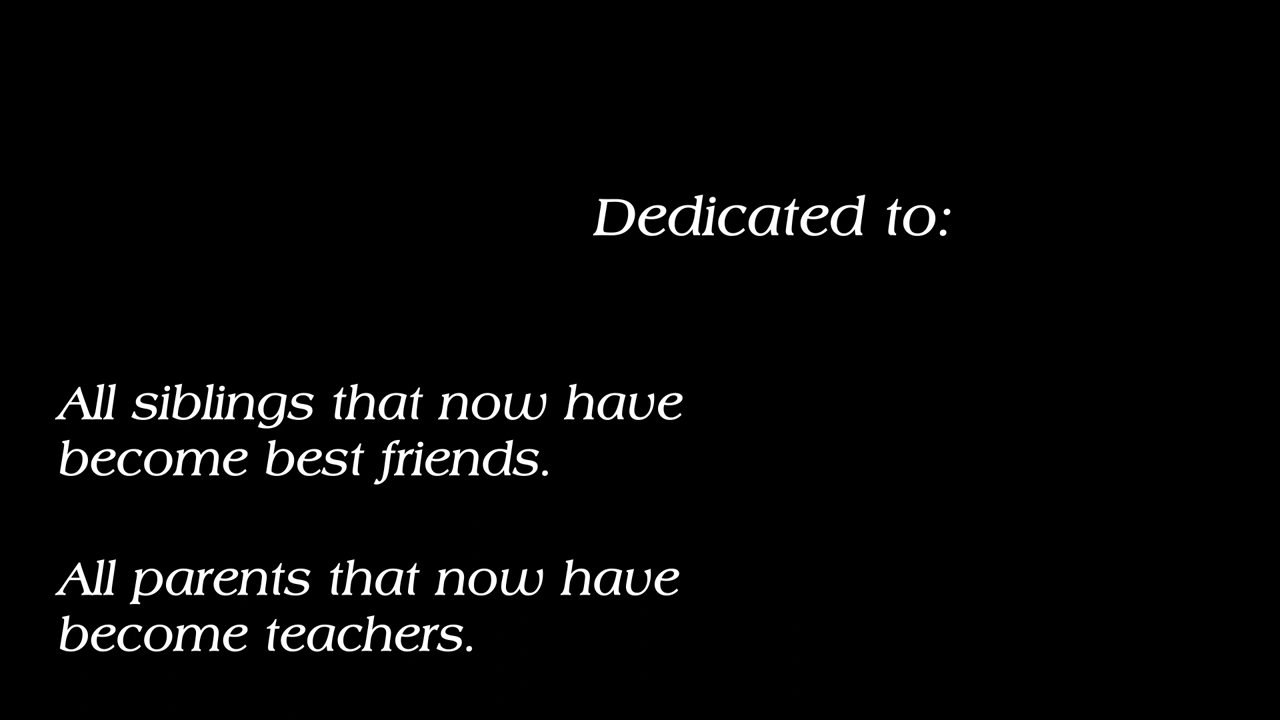 Dedicated to:
All siblings that now have
become best friends.
All parents that now have
become teachers.